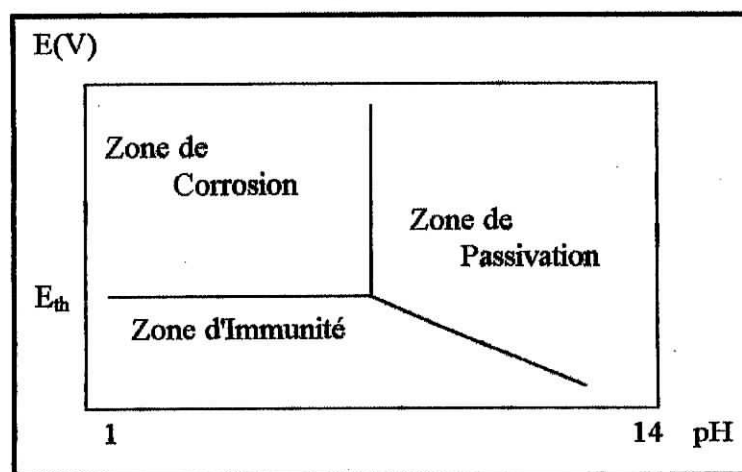 E(V)
Zone de
Corrosion
Zone de
Passivation
Eth
Zone d'Immunité
1
14
pH